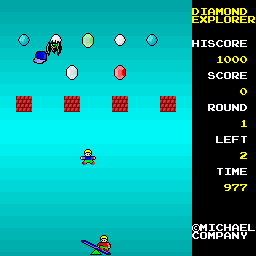 DIAMOND
EXPLORER
HISCORE
1000
SCORE
0
ROUND
1
LEFT
2
TIME
977
©MICHAEL
COMPANY